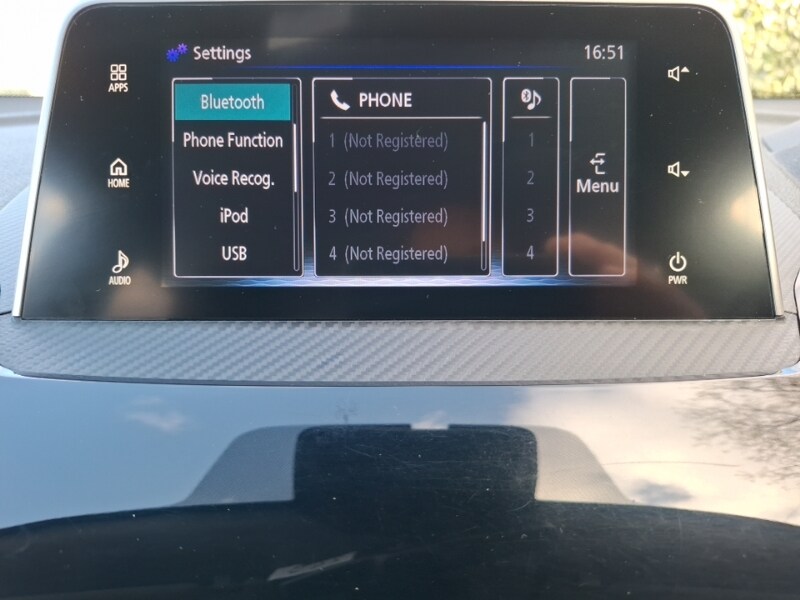 Settings
16:51
APPS
HOME
AUDIO
Bluetooth
Phone Function
Voice Recog.
iPod
USB
PHONE
1 (Not Registered)
2 (Not Registered)
3 (Not Registered)
4 (Not Registered)
1
2
3
4
Menu
PWR